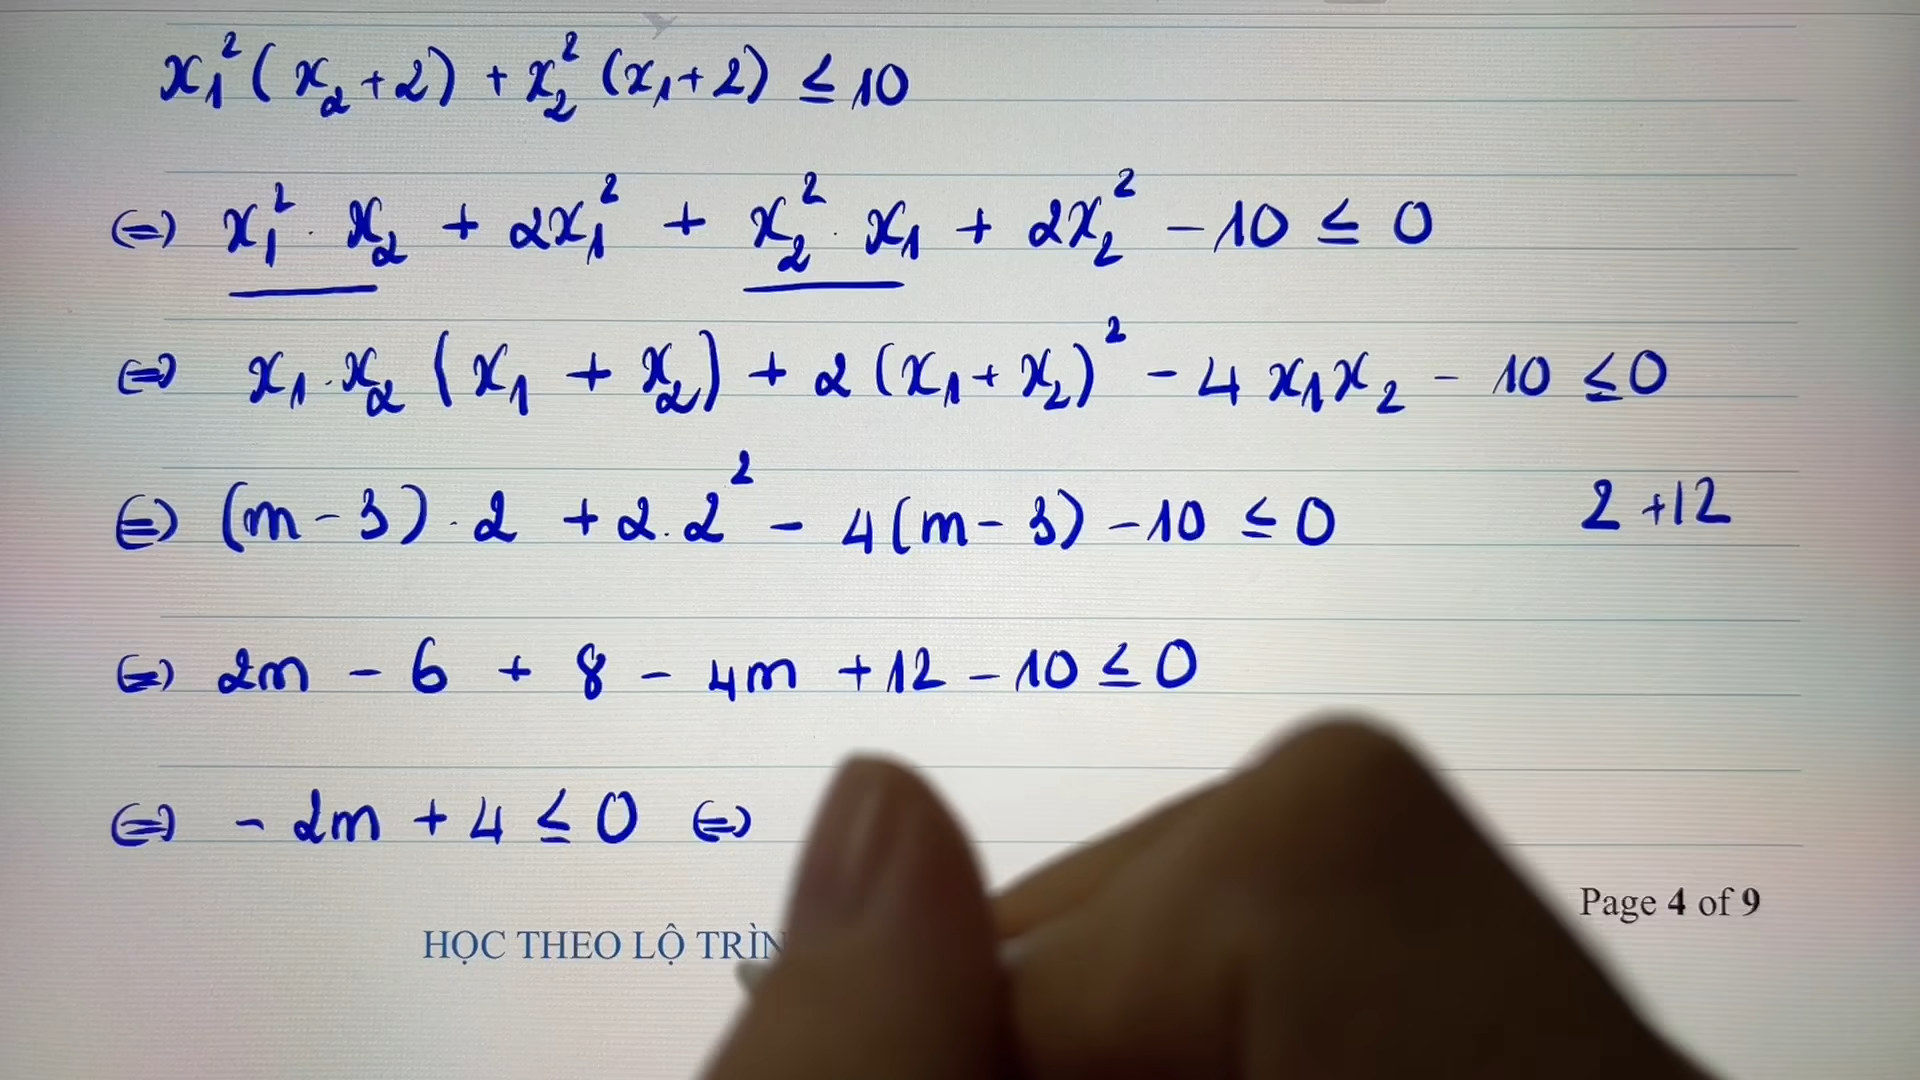 x₁²(x₂+2) + x₂²(x₁+2) ≤ 10
⇔ x₁² . x₂ + 2x₁² + x₂² . x₁ + 2x₂² - 10 ≤ 0
⇔ x₁ . x₂ (x₁ + x₂) + 2 (x₁ + x₂)² - 4 x₁x₂ - 10 ≤ 0
⇔ (m - 3) . 2 + 2 . 2² - 4(m - 3) - 10 ≤ 0
2 + 12
⇔ 2m - 6 + 8 - 4m + 12 - 10 ≤ 0
⇔ - 2m + 4 ≤ 0 ⇔
Page 4 of 9
HỌC THEO LỘ